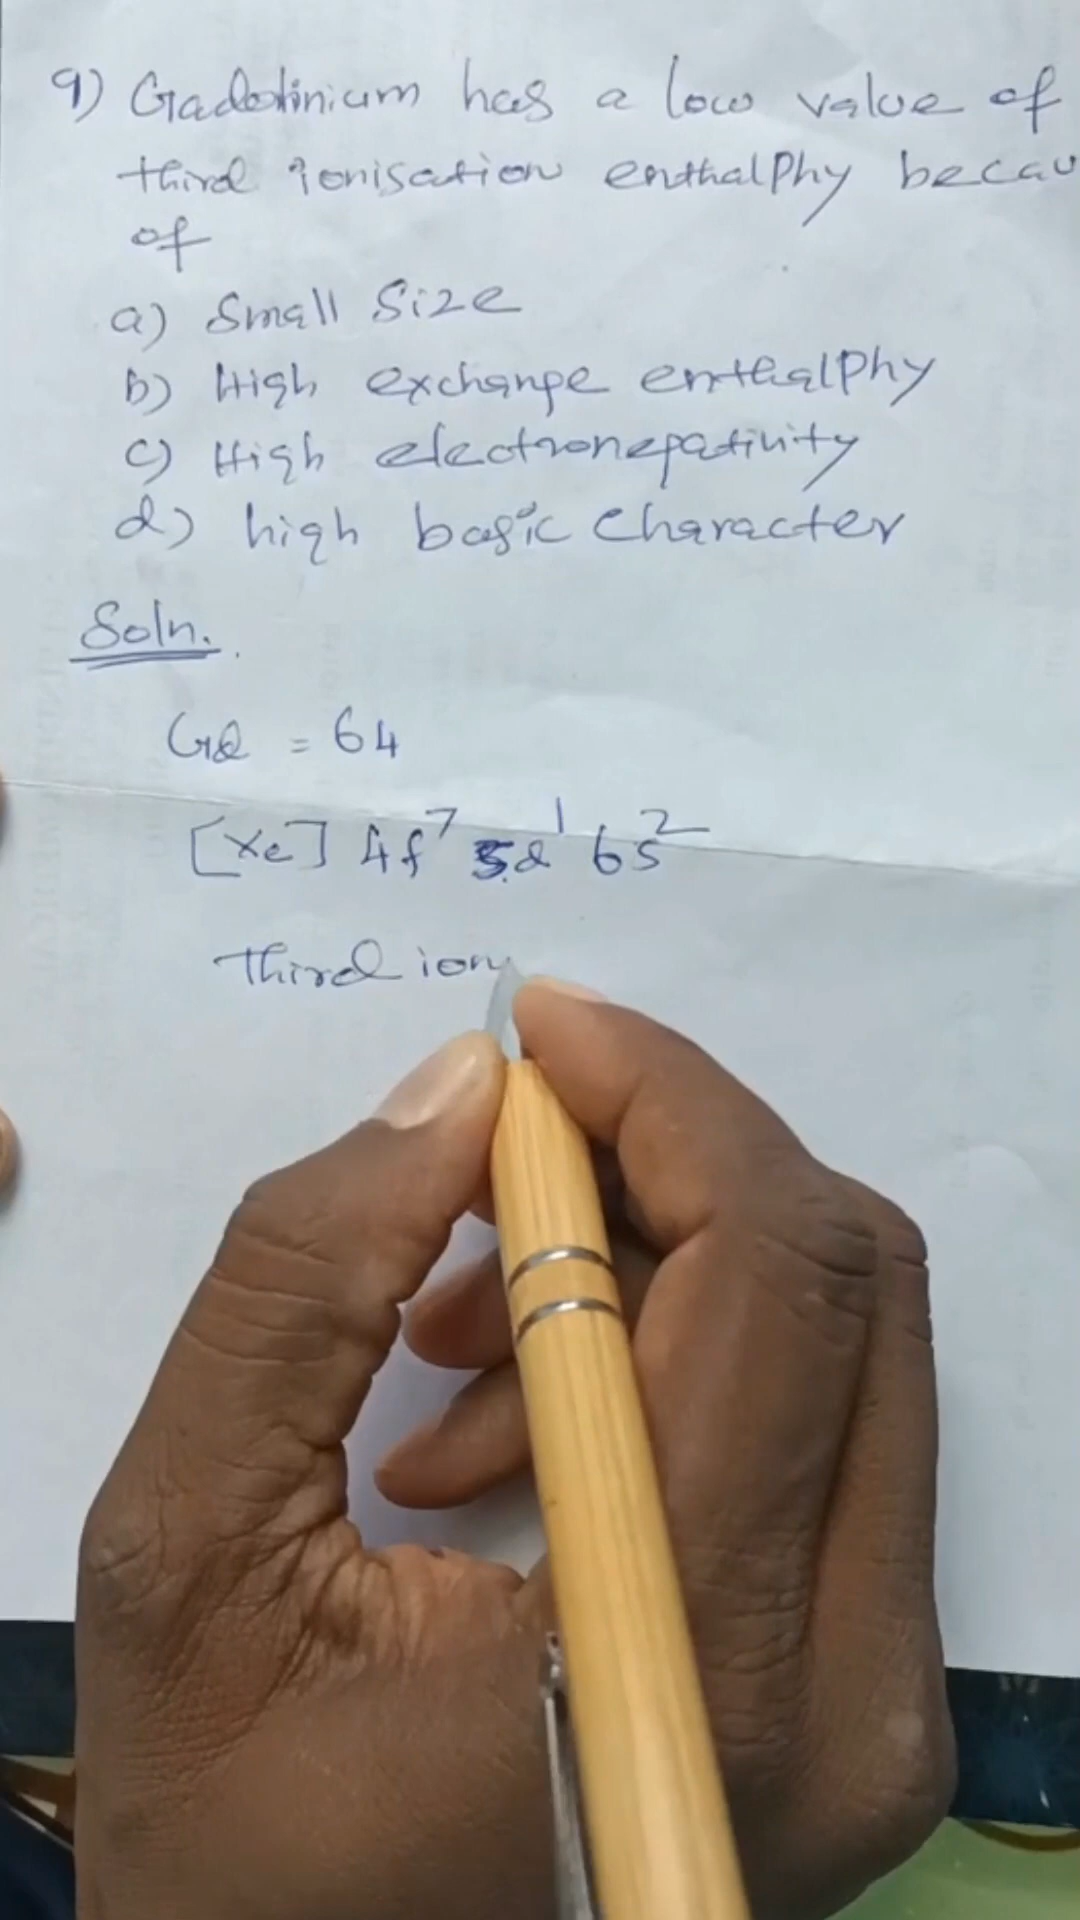 9) Gadolinium has a low value of
third ionisation enthalphy becau
of
a) Small Size
b) High exchange enthalphy
c) High electronegativity
d) high basic character
Soln.
Gd = 64
[Xe] 4f⁷ 5d¹ 6s²
Third ion